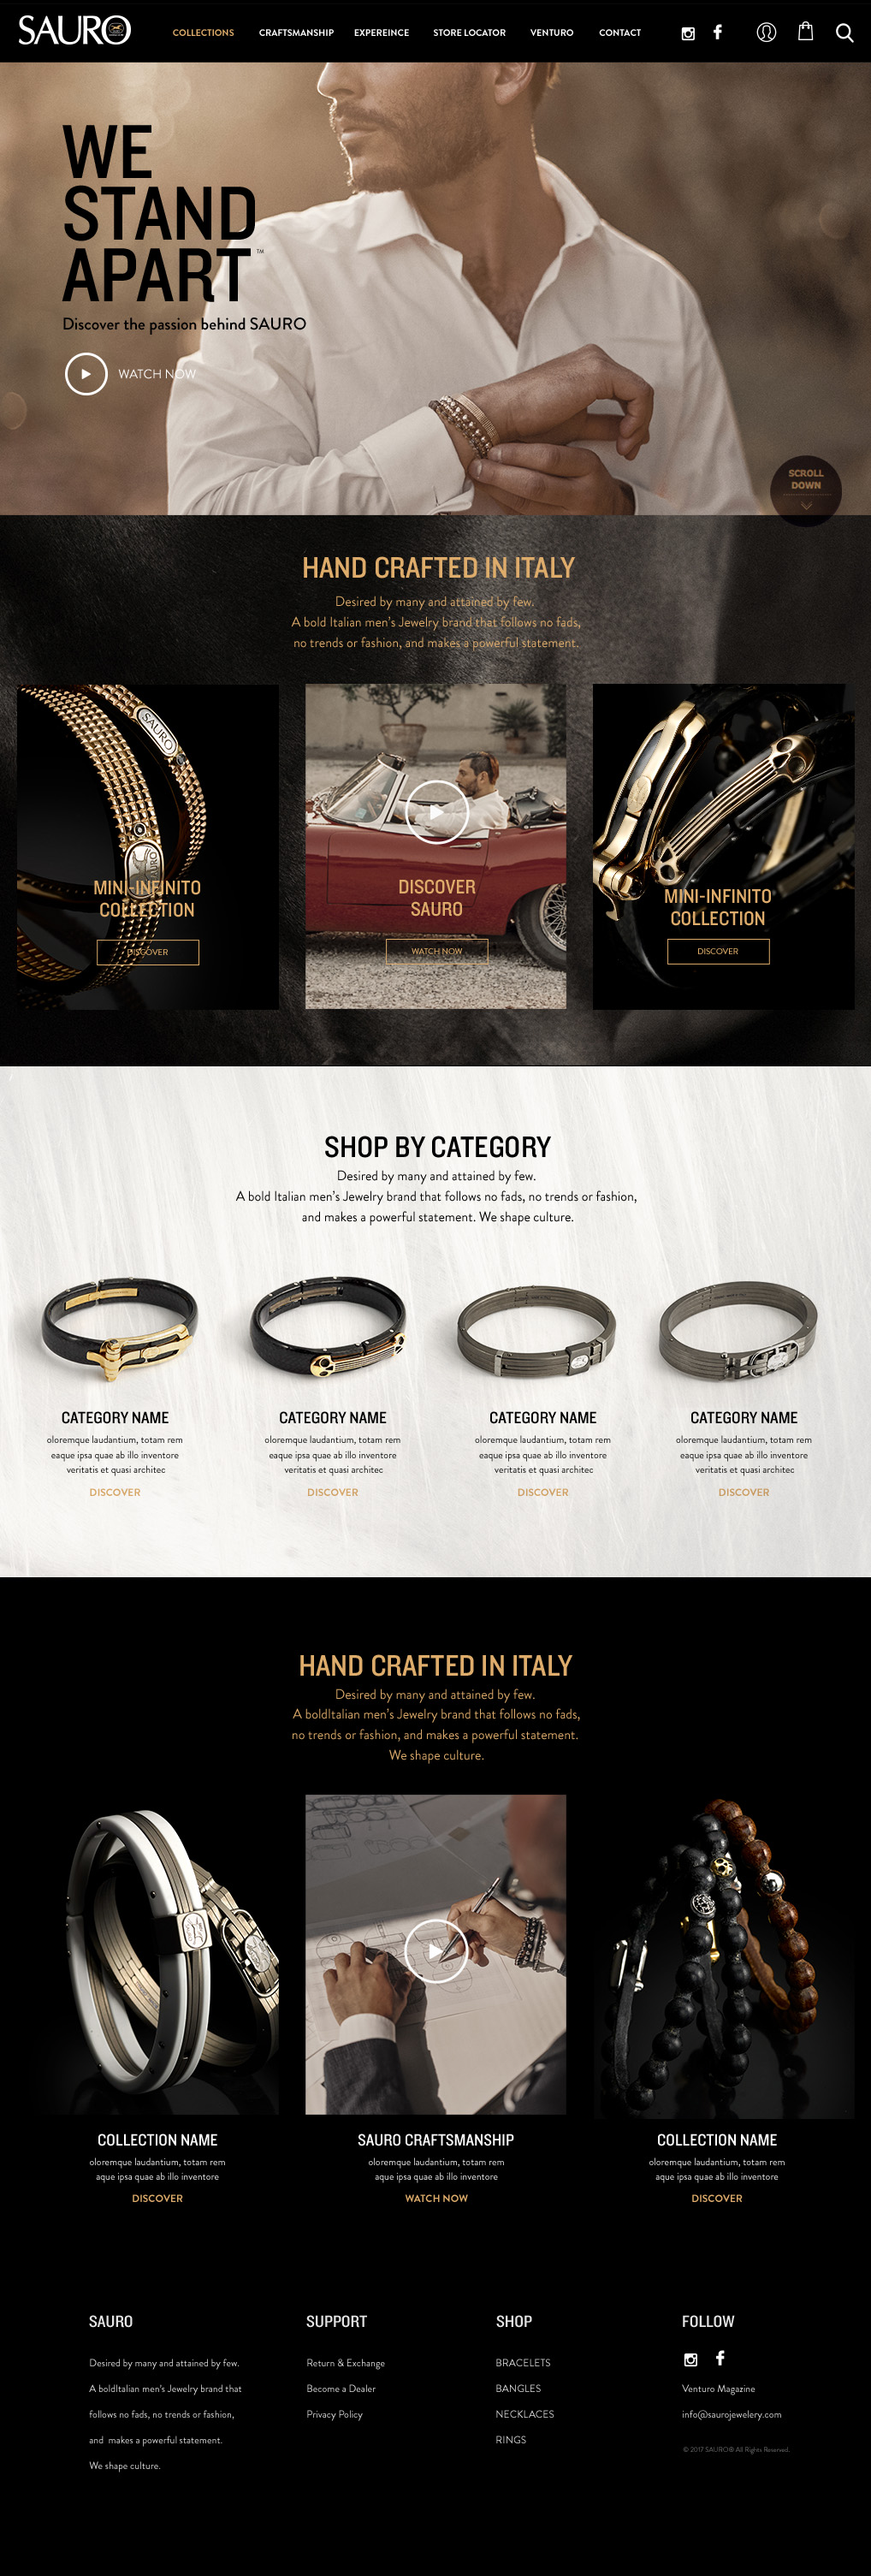 SAURO
COLLECTIONS CRAFTSMANSHIP EXPEREINCE STORE LOCATOR VENTURO CONTACT
WE
STAND
APART™
Discover the passion behind SAURO
WATCH NOW
SCROLL
DOWN
HAND CRAFTED IN ITALY
Desired by many and attained by few.
A bold Italian men's Jewelry brand that follows no fads,
no trends or fashion, and makes a powerful statement.
SAURO
SAURO
MINI-INFINITO
COLLECTION
DISCOVER
DISCOVER
SAURO
WATCH NOW
MINI-INFINITO
COLLECTION
DISCOVER
SHOP BY CATEGORY
Desired by many and attained by few.
A bold Italian men's Jewelry brand that follows no fads, no trends or fashion,
and makes a powerful statement. We shape culture.
CATEGORY NAME
oloremque laudantium, totam rem
eaque ipsa quae ab illo inventore
veritatis et quasi architec
DISCOVER
CATEGORY NAME
oloremque laudantium, totam rem
eaque ipsa quae ab illo inventore
veritatis et quasi architec
DISCOVER
CATEGORY NAME
oloremque laudantium, totam rem
eaque ipsa quae ab illo inventore
veritatis et quasi architec
DISCOVER
CATEGORY NAME
oloremque laudantium, totam rem
eaque ipsa quae ab illo inventore
veritatis et quasi architec
DISCOVER
HAND CRAFTED IN ITALY
Desired by many and attained by few.
A boldItalian men's Jewelry brand that follows no fads,
no trends or fashion, and makes a powerful statement.
We shape culture.
COLLECTION NAME
oloremque laudantium, totam rem
aque ipsa quae ab illo inventore
DISCOVER
SAURO CRAFTSMANSHIP
oloremque laudantium, totam rem
aque ipsa quae ab illo inventore
WATCH NOW
COLLECTION NAME
oloremque laudantium, totam rem
aque ipsa quae ab illo inventore
DISCOVER
SAURO
Desired by many and attained by few.
A boldItalian men's Jewelry brand that
follows no fads, no trends or fashion,
and makes a powerful statement.
We shape culture.
SUPPORT
Return & Exchange
Become a Dealer
Privacy Policy
SHOP
BRACELETS
BANGLES
NECKLACES
RINGS
FOLLOW
Venturo Magazine
info@saurojewelery.com
© 2017 SAURO® All Rights Reserved.